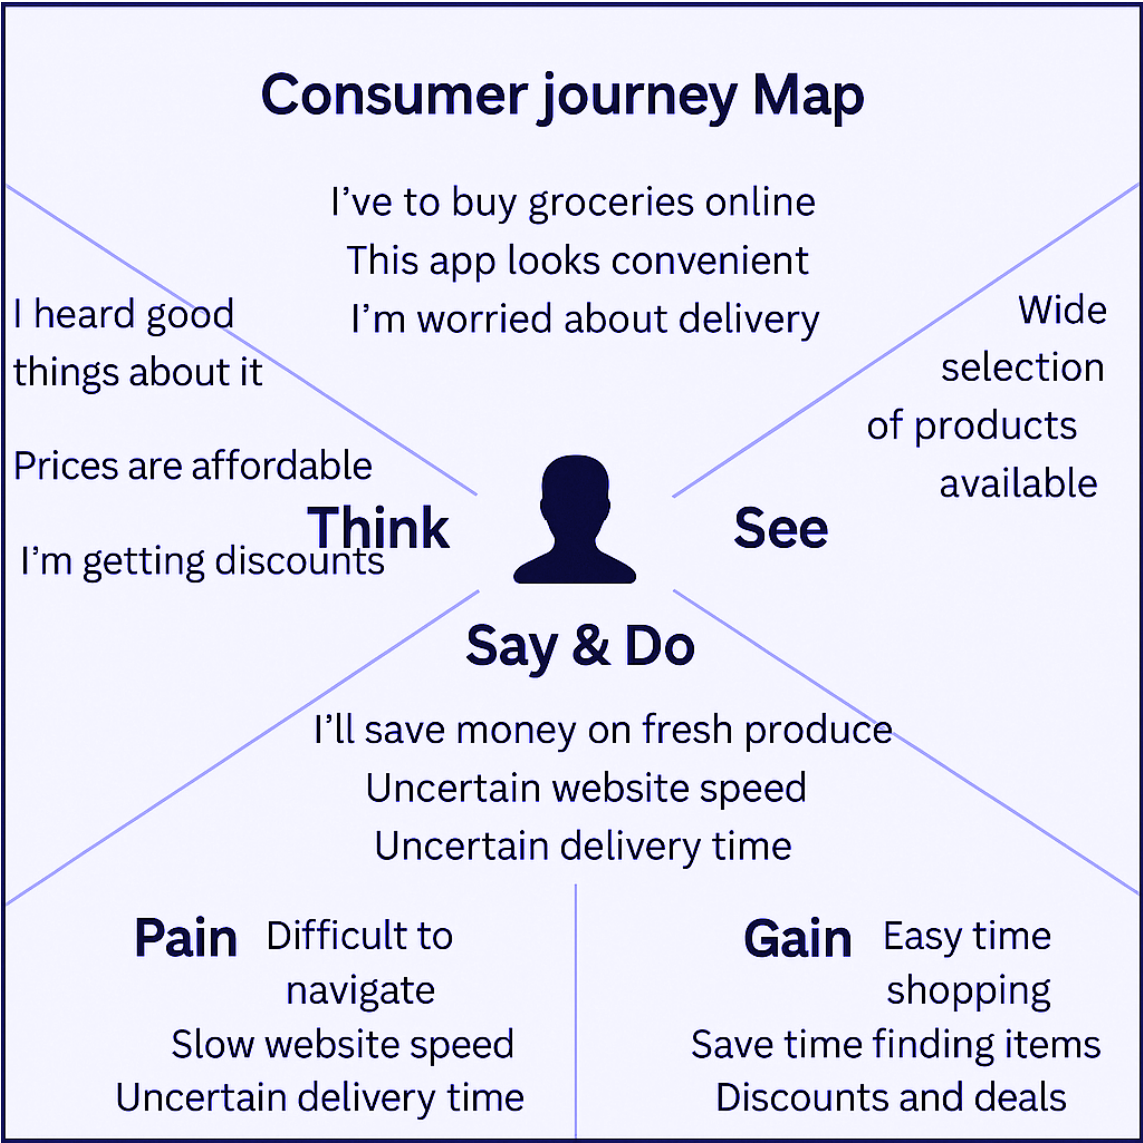 Consumer journey Map
I've to buy groceries online
This app looks convenient
I'm worried about delivery
I heard good
things about it
Prices are affordable
Think
I'm getting discounts
Wide
selection
of products
available
See
Say & Do
I'll save money on fresh produce
Uncertain website speed
Uncertain delivery time
Pain Difficult to
navigate
Slow website speed
Uncertain delivery time
Gain Easy time
shopping
Save time finding items
Discounts and deals